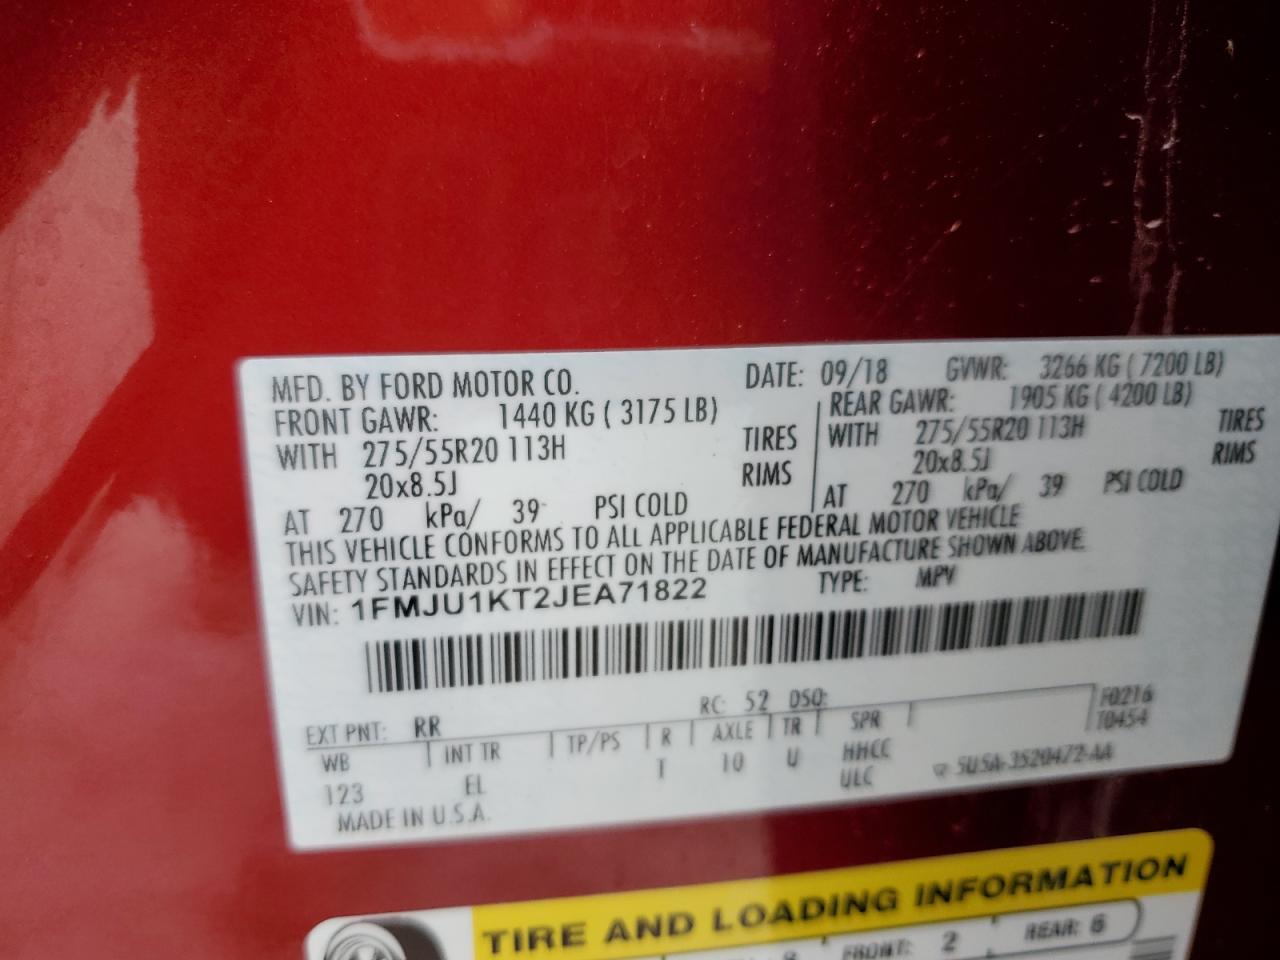 MFD. BY FORD MOTOR CO. DATE: 09/18 GVWR: 3266 KG ( 7200 LB)
FRONT GAWR: 1440 KG ( 3175 LB) REAR GAWR: 1905 KG ( 4200 LB)
WITH 275/55R20 113H TIRES WITH 275/55R20 113H TIRES
20x8.5J RIMS 20x8.5J RIMS
AT 270 kPa/ 39 PSI COLD AT 270 kPa/ 39 PSI COLD
THIS VEHICLE CONFORMS TO ALL APPLICABLE FEDERAL MOTOR VEHICLE
SAFETY STANDARDS IN EFFECT ON THE DATE OF MANUFACTURE SHOWN ABOVE.
VIN: 1FMJU1KT2JEA71822 TYPE: MPV
EXT PNT: RR RC: 52 DSO: F0216
WB INT TR TP/PS R AXLE TR SPR T0454
123 EL T 10 U HHCC
ULC 5U5A-3520472-AA
MADE IN U.S.A.
TIRE AND LOADING INFORMATION
FRONT: 2 REAR: 6